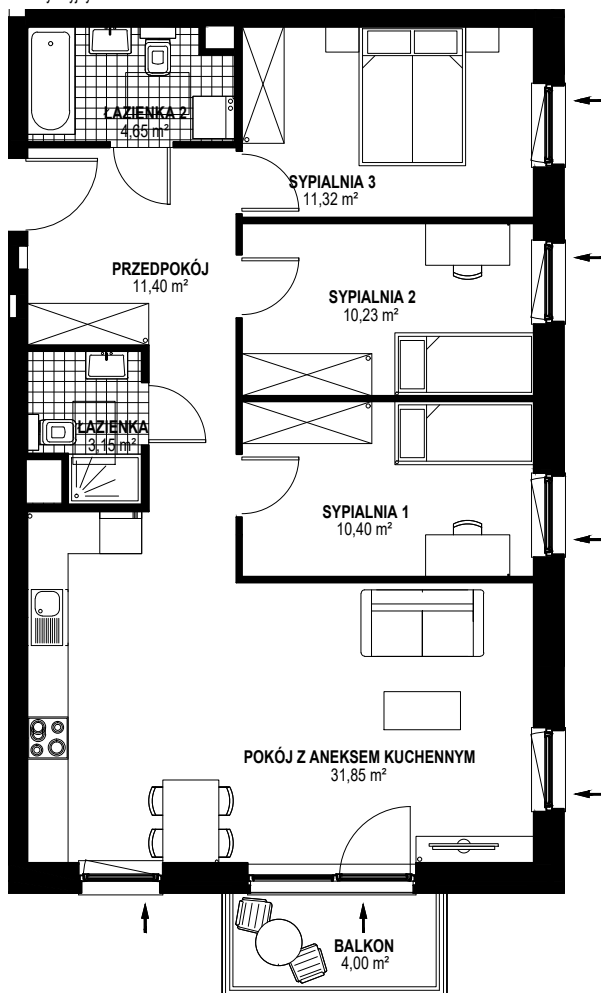 ŁAZIENKA 2
4,65 m²
SYPIALNIA 3
11,32 m²
PRZEDPOKÓJ
11,40 m²
SYPIALNIA 2
10,23 m²
ŁAZIENKA
3,15 m²
SYPIALNIA 1
10,40 m²
POKÓJ Z ANEKSEM KUCHENNYM
31,85 m²
BALKON
4,00 m²